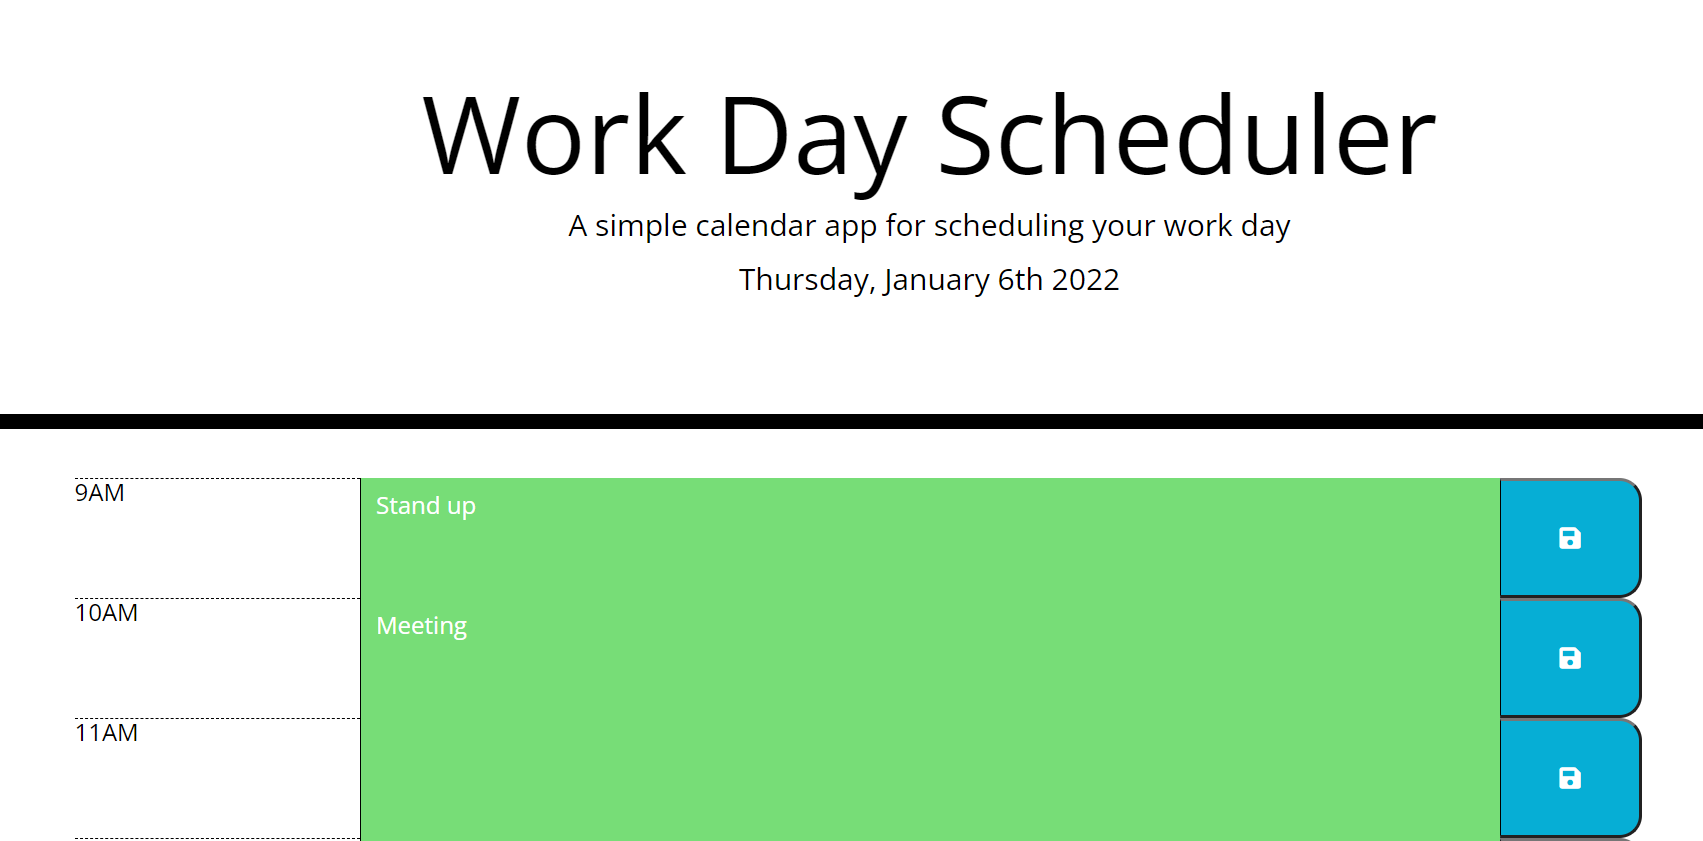 Work Day Scheduler
A simple calendar app for scheduling your work day
Thursday, January 6th 2022
9AM
Stand up
10AM
Meeting
11AM